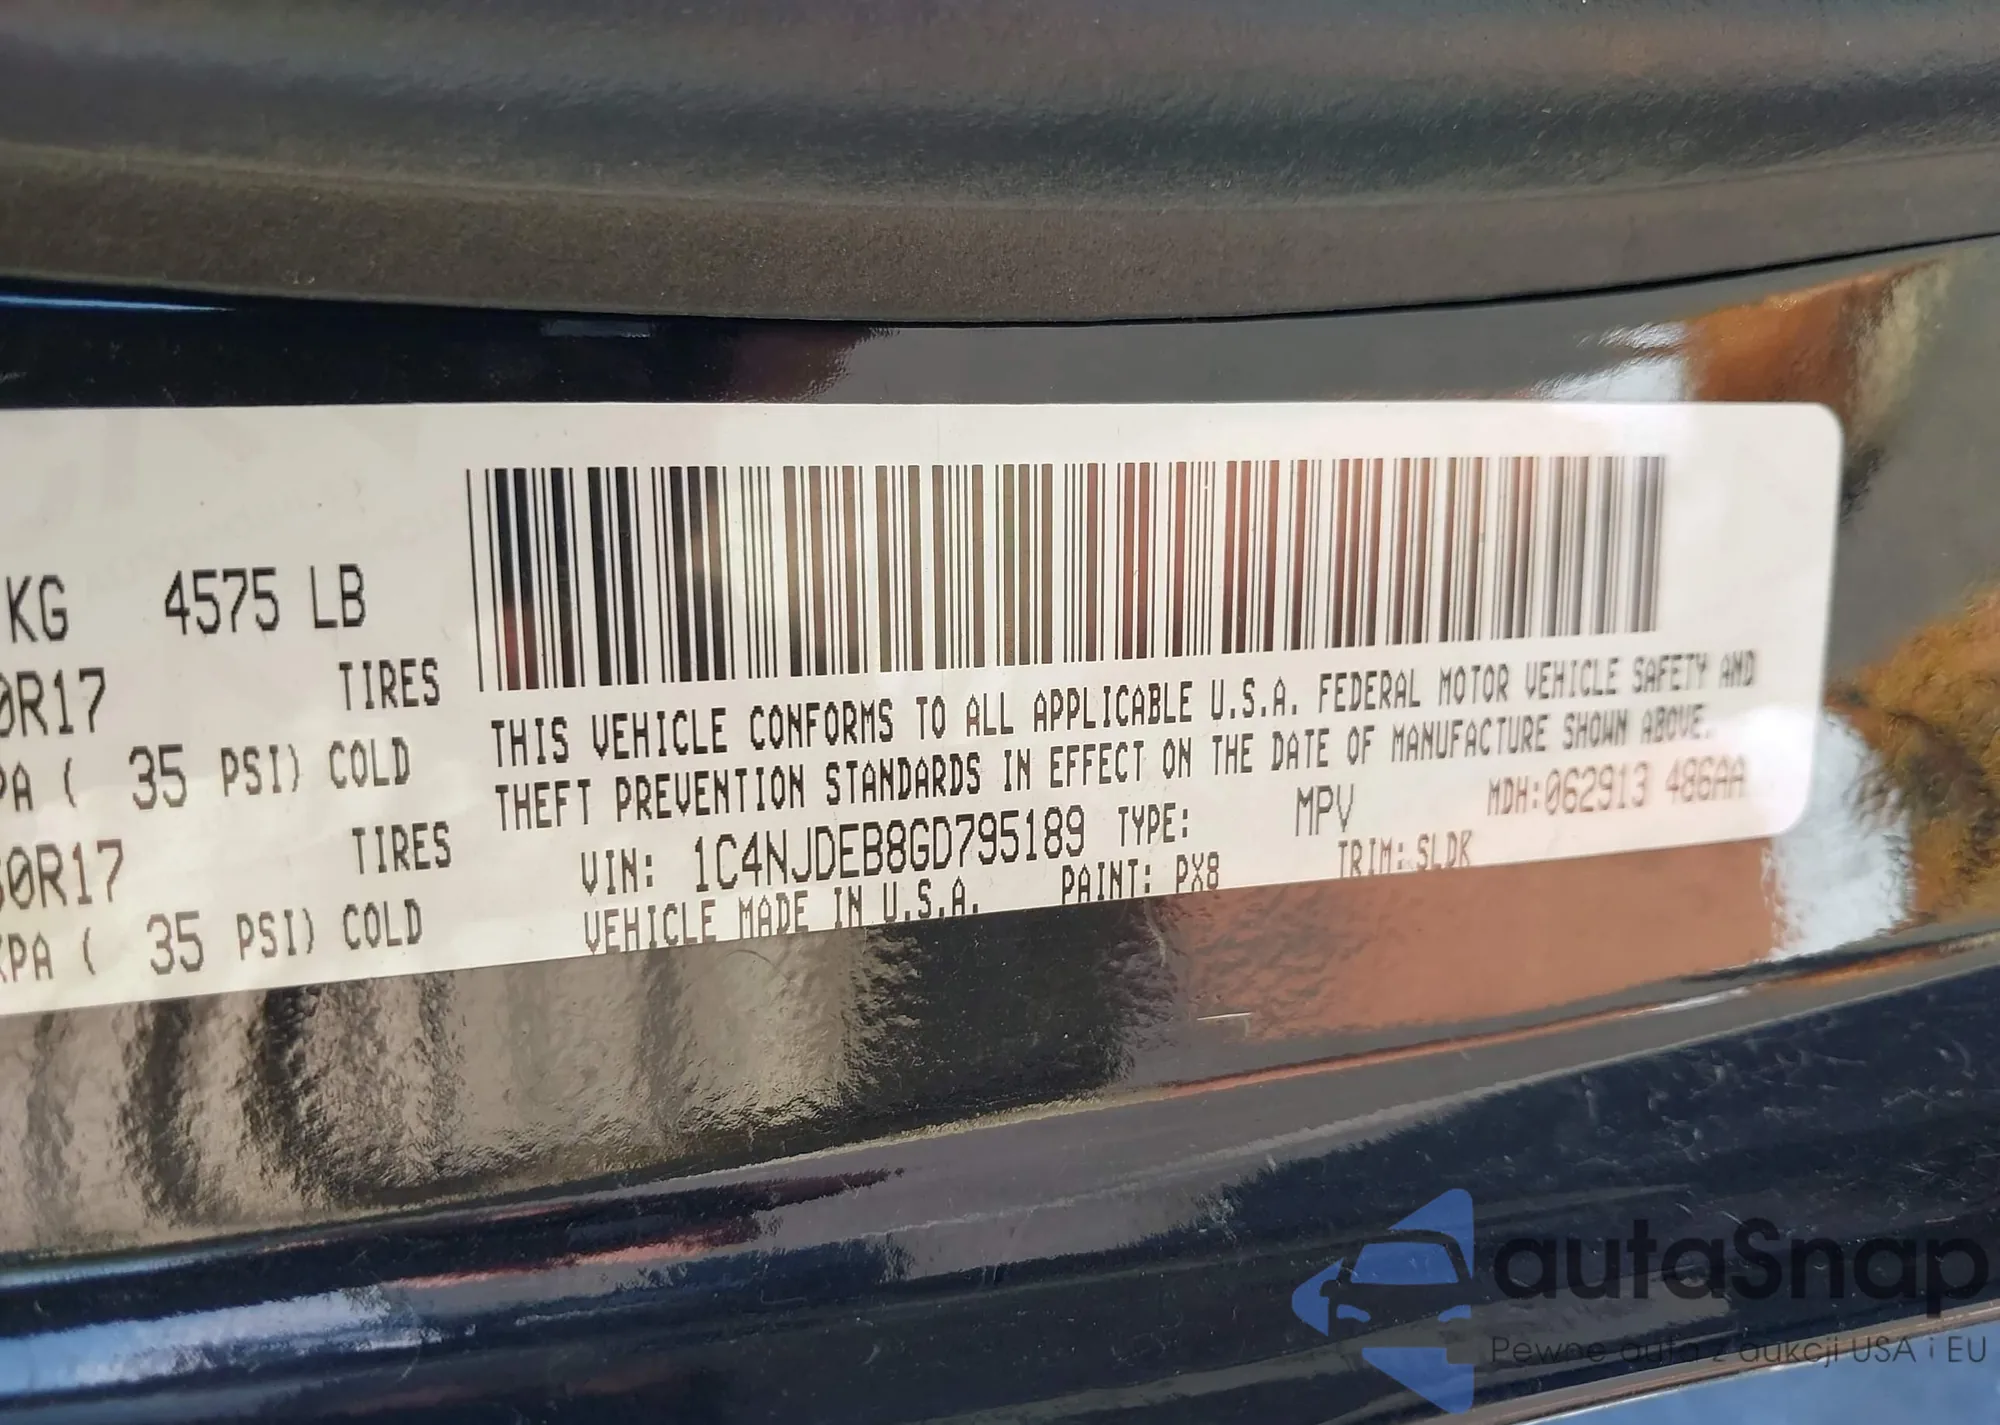 KG 4575 LB
0R17 TIRES
PA ( 35 PSI) COLD
0R17 TIRES
KPA ( 35 PSI) COLD
THIS VEHICLE CONFORMS TO ALL APPLICABLE U.S.A. FEDERAL MOTOR VEHICLE SAFETY AND
THEFT PREVENTION STANDARDS IN EFFECT ON THE DATE OF MANUFACTURE SHOWN ABOVE.
VIN: 1C4NJDEB8GD795189 TYPE: MPV MDH:062913 486AA
VEHICLE MADE IN U.S.A. PAINT: PX8 TRIM: SLDK
autaSnap
Pewne auta z aukcji USA i EU